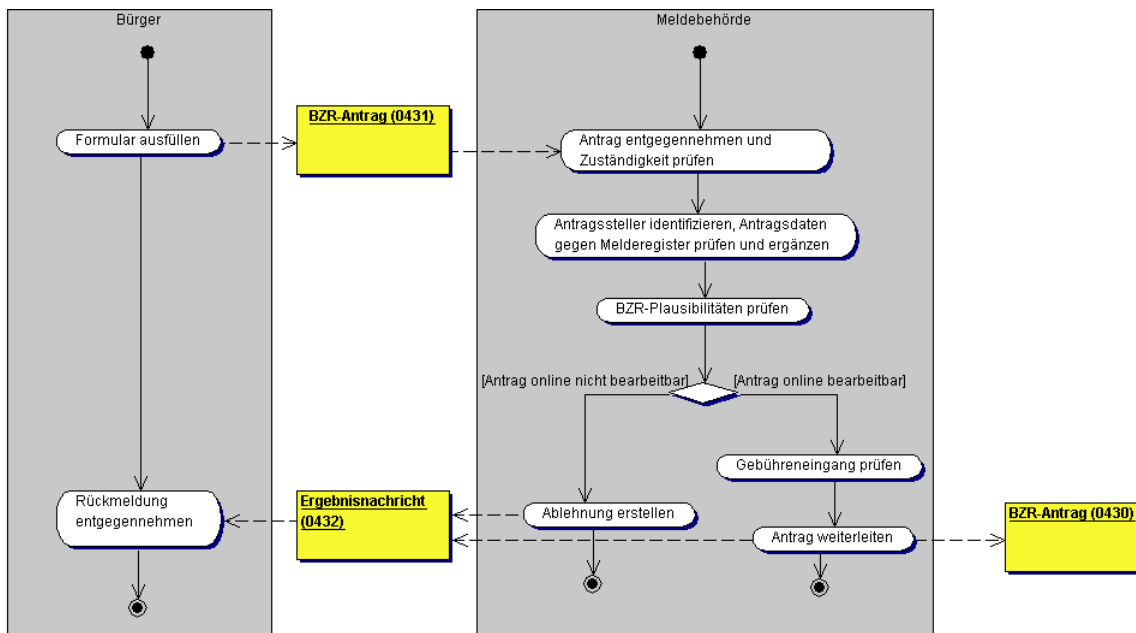 Bürger
Meldebehörde
Formular ausfüllen
BZR-Antrag (0431)
Antrag entgegennehmen und
Zuständigkeit prüfen
Antragssteller identifizieren, Antragsdaten
gegen Melderegister prüfen und ergänzen
BZR-Plausibilitäten prüfen
[Antrag online nicht bearbeitbar]
[Antrag online bearbeitbar]
Gebühreneingang prüfen
Rückmeldung
entgegennehmen
Ergebnisnachricht
(0432)
Ablehnung erstellen
Antrag weiterleiten
BZR-Antrag (0430)